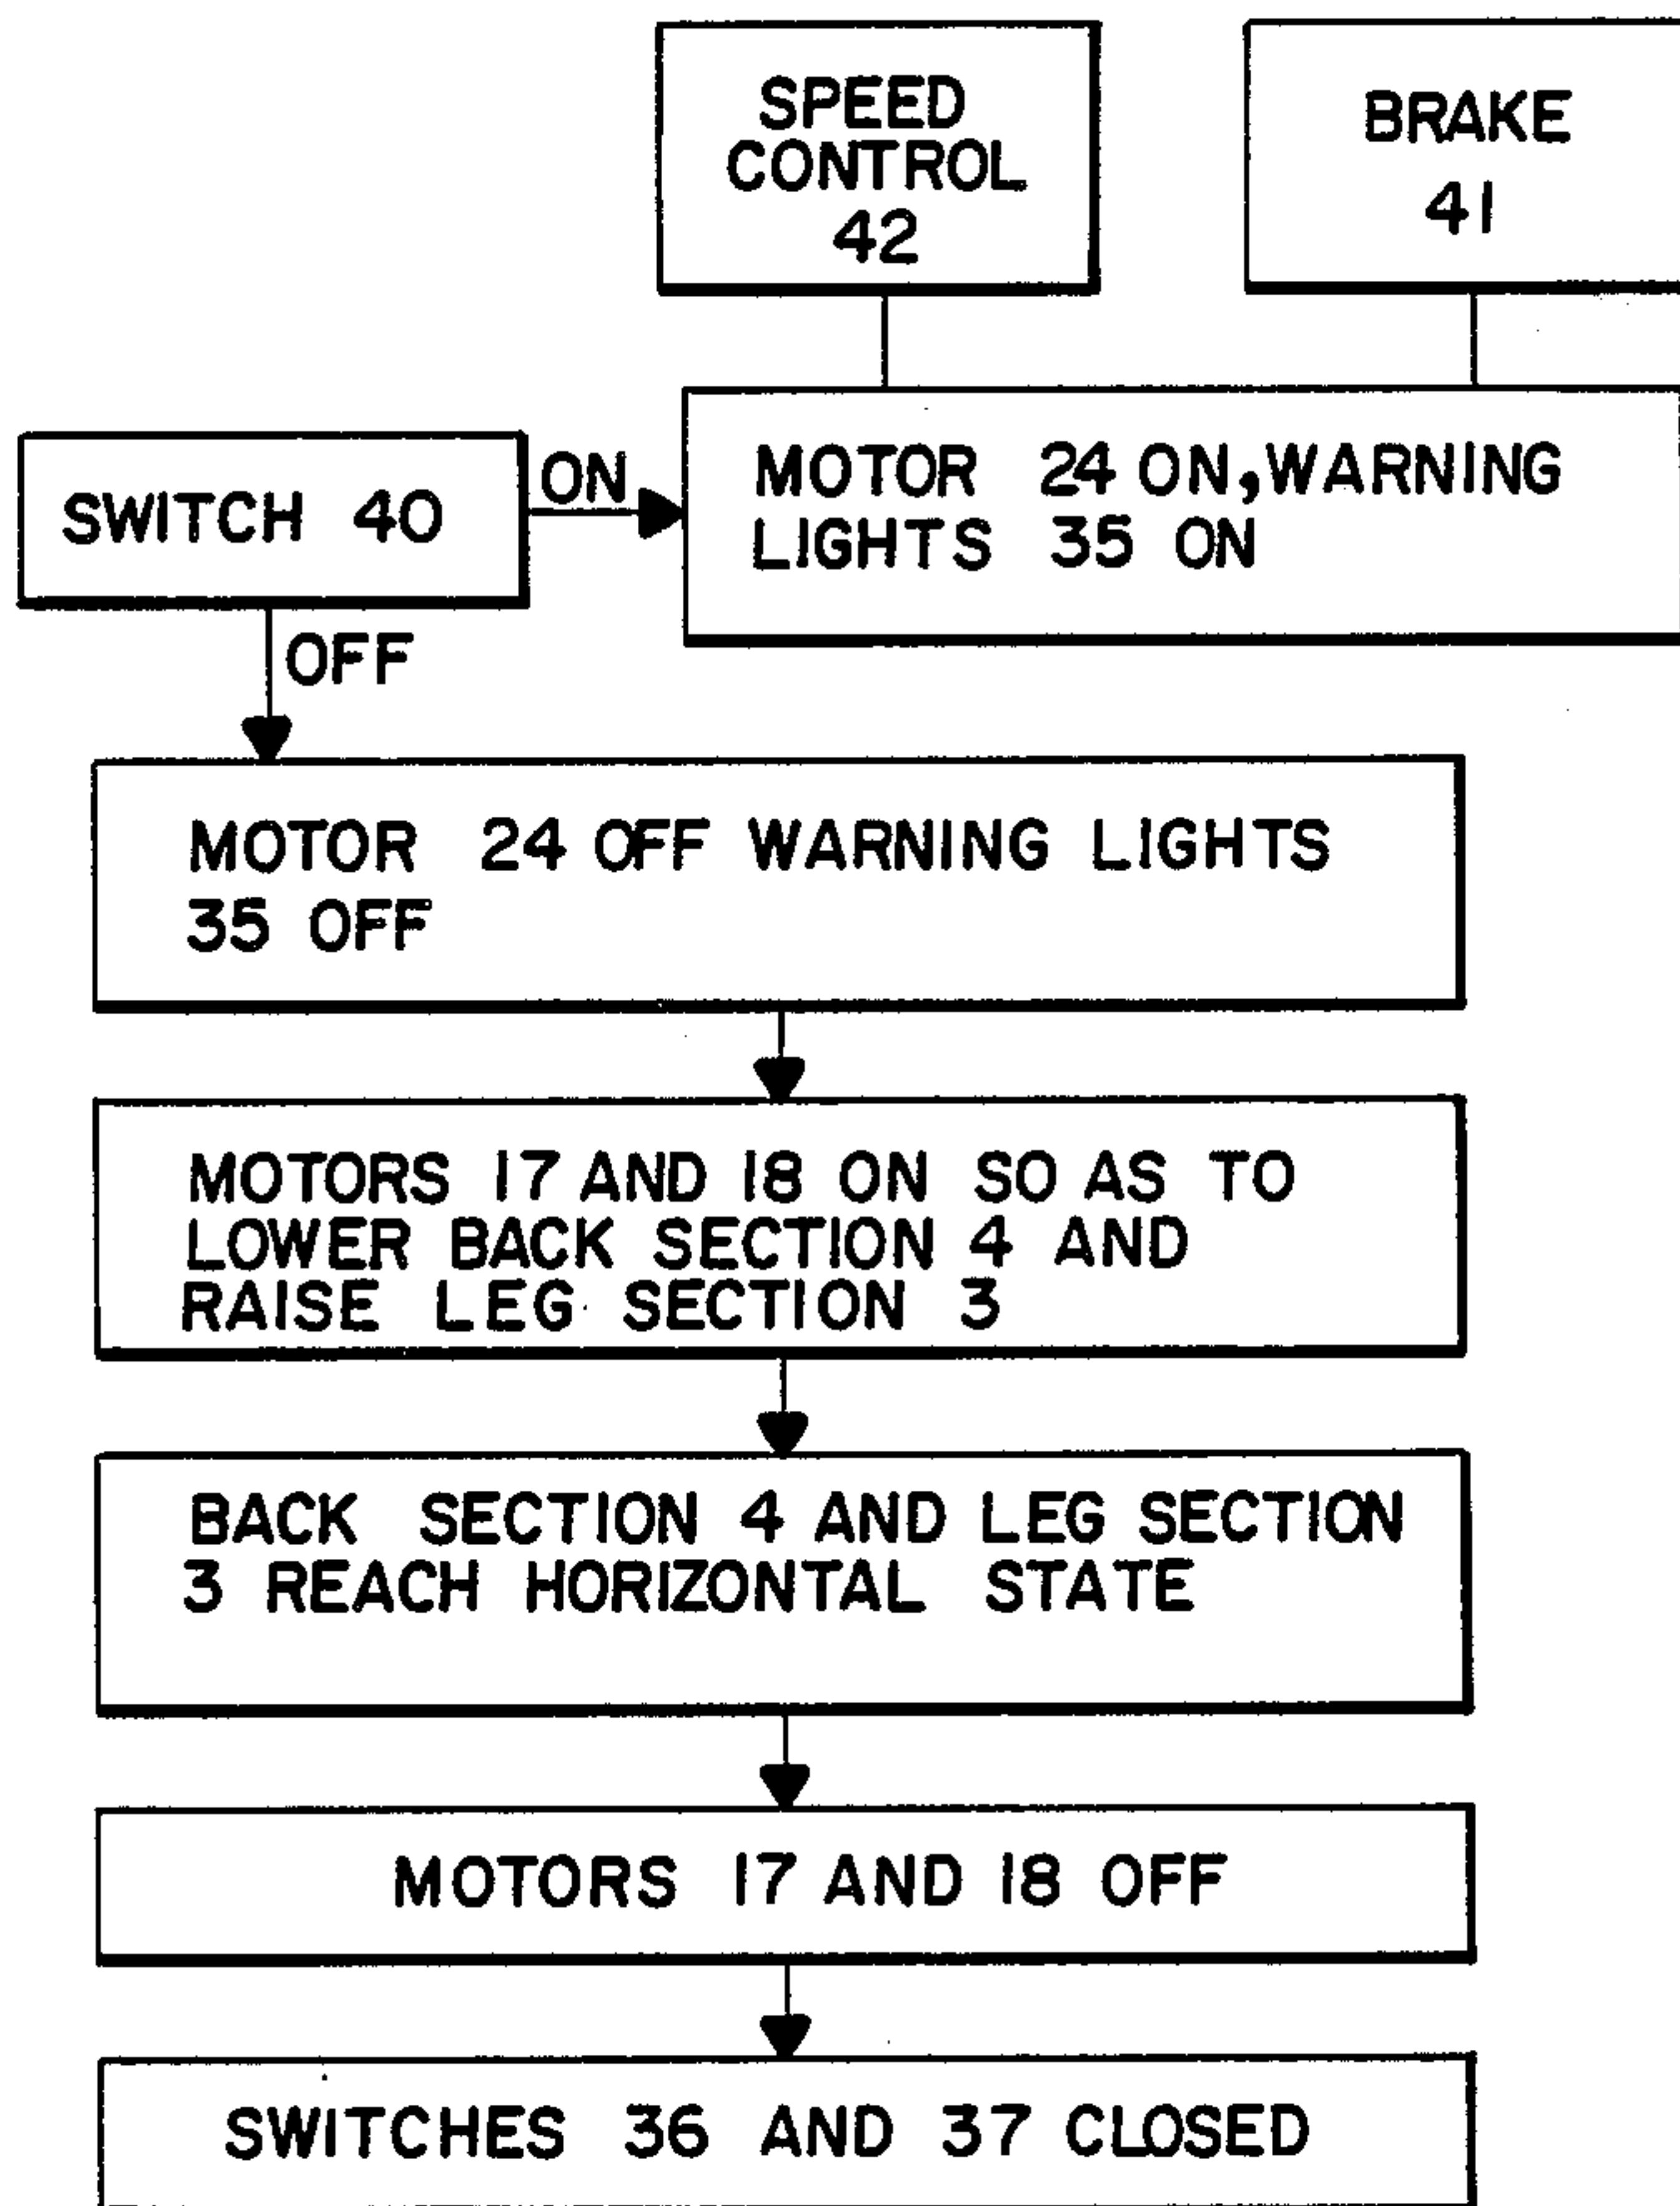 SPEED
CONTROL
42
BRAKE
41
SWITCH 40
ON
MOTOR 24 ON, WARNING
LIGHTS 35 ON
OFF
MOTOR 24 OFF WARNING LIGHTS
35 OFF
MOTORS 17 AND 18 ON SO AS TO
LOWER BACK SECTION 4 AND
RAISE LEG SECTION 3
BACK SECTION 4 AND LEG SECTION
3 REACH HORIZONTAL STATE
MOTORS 17 AND 18 OFF
SWITCHES 36 AND 37 CLOSED